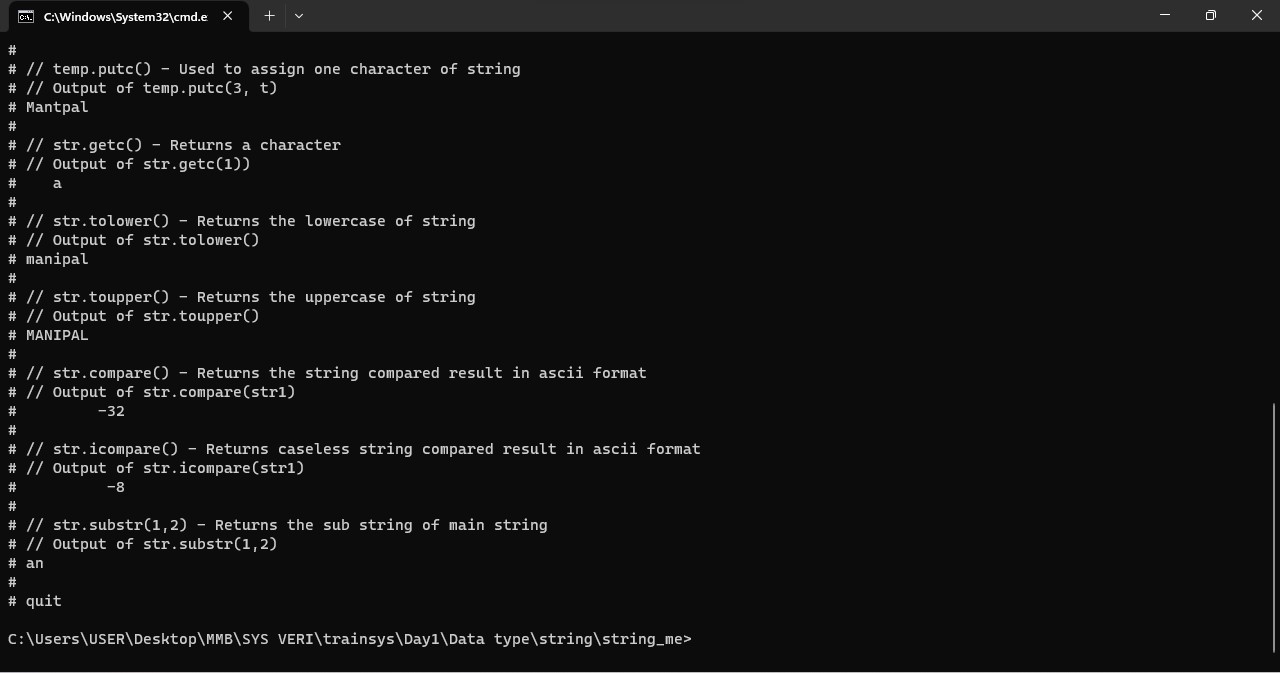 C:\Windows\System32\cmd.e
#
# // temp.putc() - Used to assign one character of string
# // Output of temp.putc(3, t)
# Mantpal
#
# // str.getc() - Returns a character
# // Output of str.getc(1))
#    a
#
# // str.tolower() - Returns the lowercase of string
# // Output of str.tolower()
# manipal
#
# // str.toupper() - Returns the uppercase of string
# // Output of str.toupper()
# MANIPAL
#
# // str.compare() - Returns the string compared result in ascii format
# // Output of str.compare(str1)
#         -32
#
# // str.icompare() - Returns caseless string compared result in ascii format
# // Output of str.icompare(str1)
#          -8
#
# // str.substr(1,2) - Returns the sub string of main string
# // Output of str.substr(1,2)
# an
#
# quit
C:\Users\USER\Desktop\MMB\SYS VERI\trainsys\Day1\Data type\string\string_me>